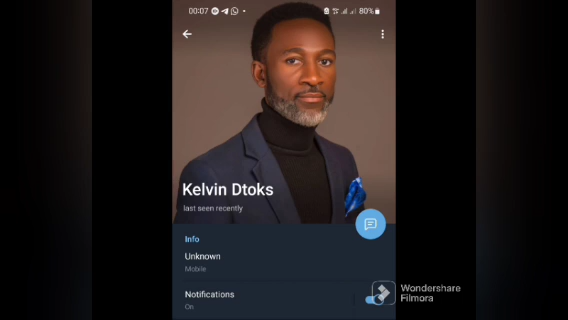 00:07
80%
Kelvin Dtoks
last seen recently
Info
Unknown
Mobile
Notifications
On
Wondershare
Filmora